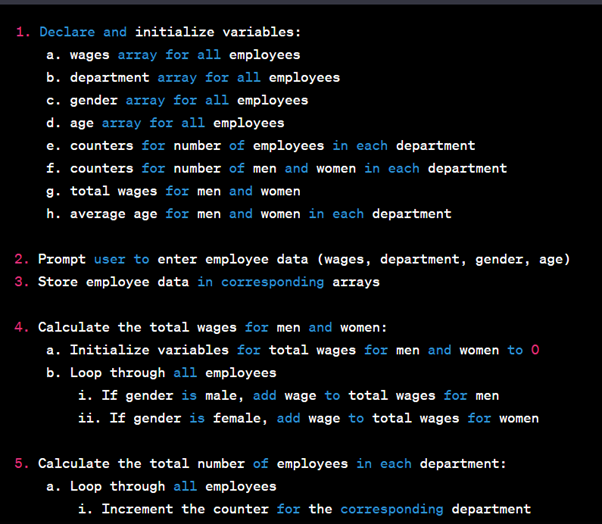 1. Declare and initialize variables:
a. wages array for all employees
b. department array for all employees
c. gender array for all employees
d. age array for all employees
e. counters for number of employees in each department
f. counters for number of men and women in each department
g. total wages for men and women
h. average age for men and women in each department
2. Prompt user to enter employee data (wages, department, gender, age)
3. Store employee data in corresponding arrays
4. Calculate the total wages for men and women:
a. Initialize variables for total wages for men and women to 0
b. Loop through all employees
i. If gender is male, add wage to total wages for men
ii. If gender is female, add wage to total wages for women
5. Calculate the total number of employees in each department:
a. Loop through all employees
i. Increment the counter for the corresponding department